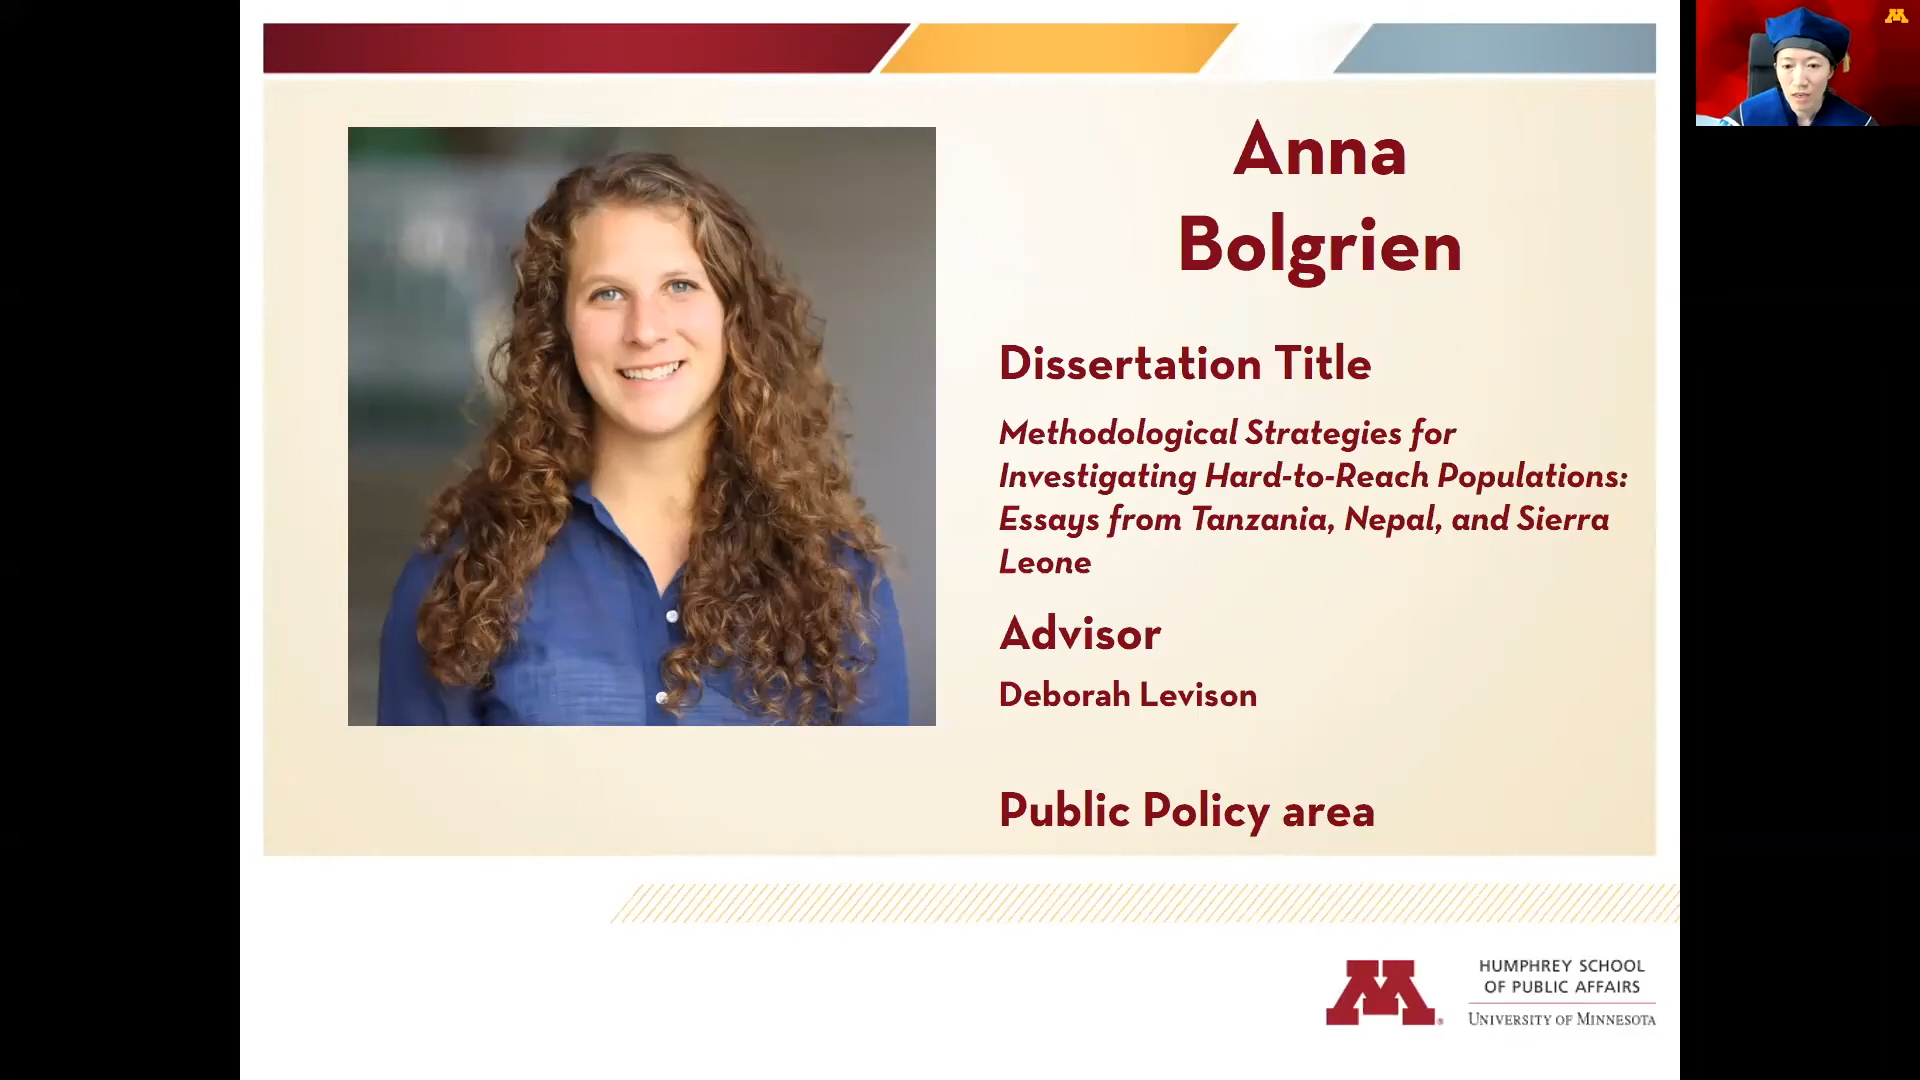 Anna
Bolgrien
Dissertation Title
Methodological Strategies for
Investigating Hard-to-Reach Populations:
Essays from Tanzania, Nepal, and Sierra
Leone
Advisor
Deborah Levison
Public Policy area
M
HUMPHREY SCHOOL
OF PUBLIC AFFAIRS
UNIVERSITY OF MINNESOTA
M